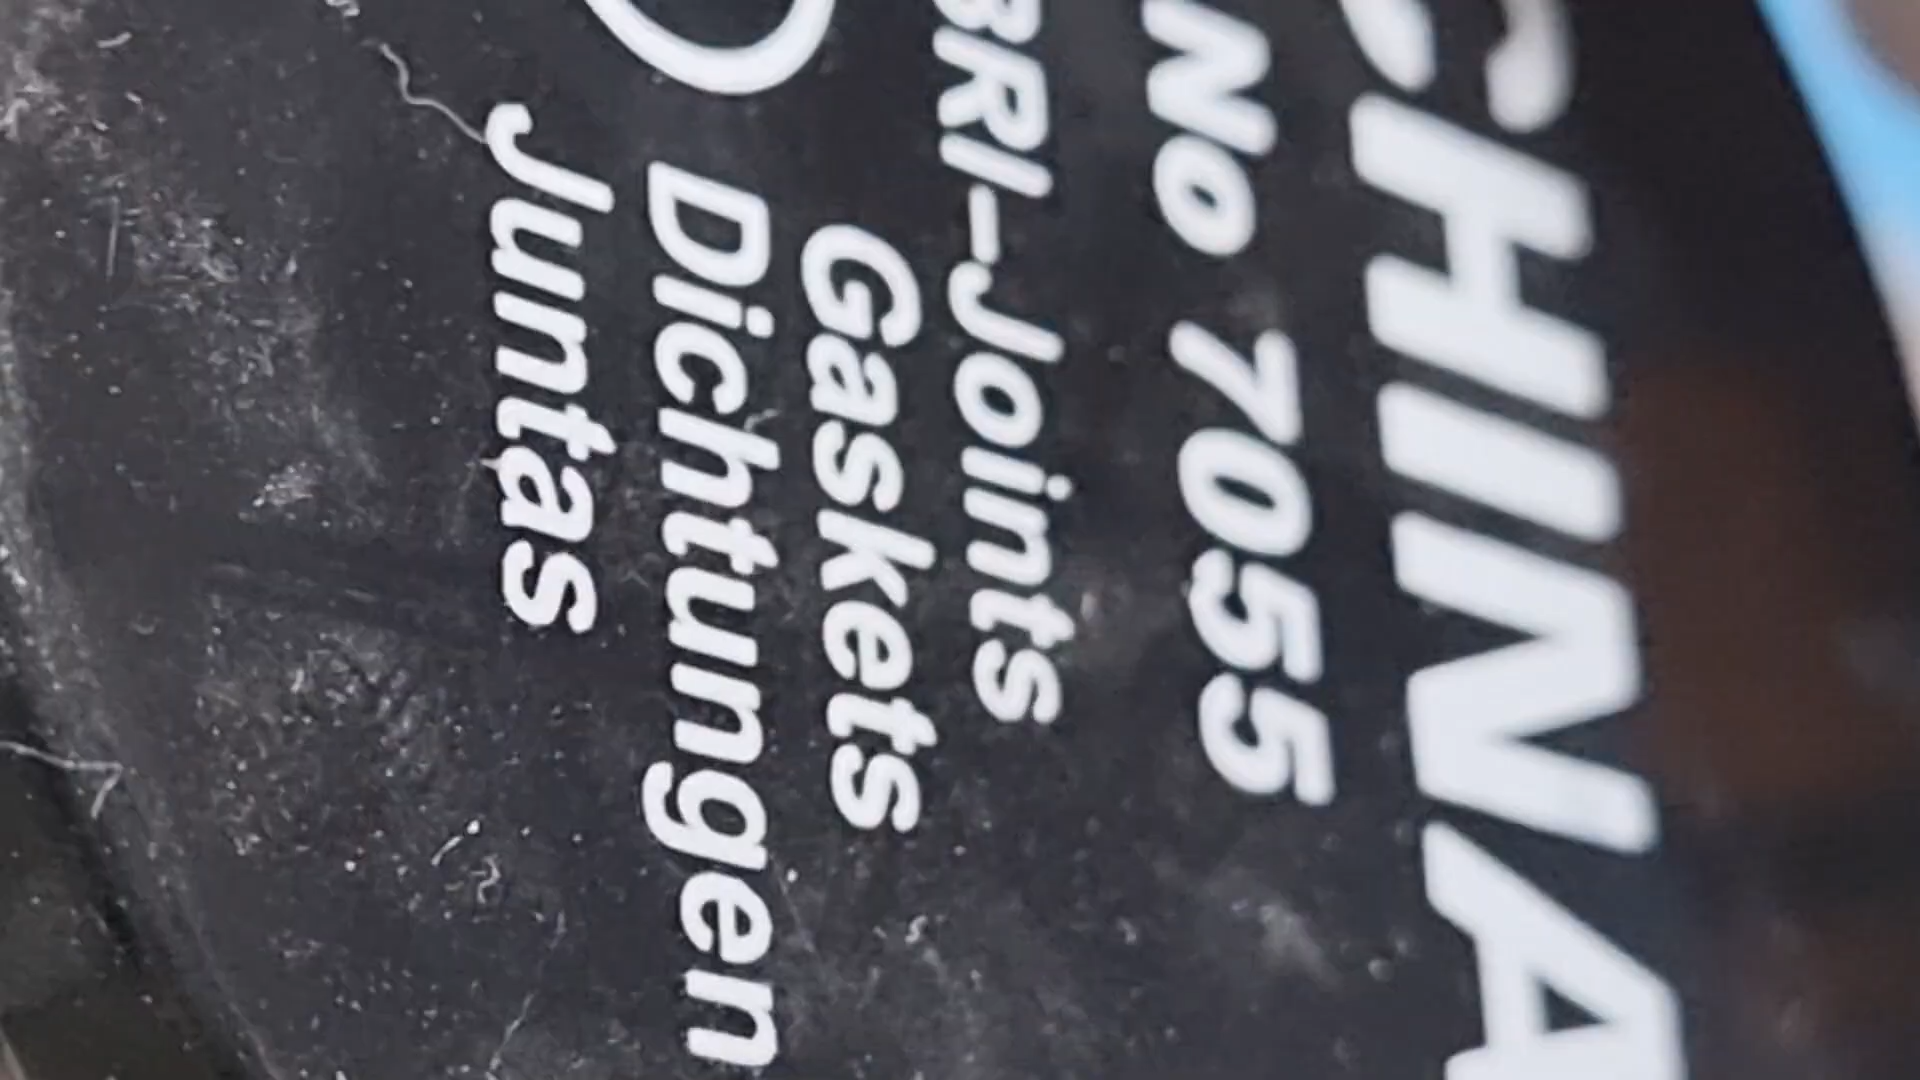 CHINA
No 7055
BRI-Joints
Gaskets
Dichtungen
Juntas